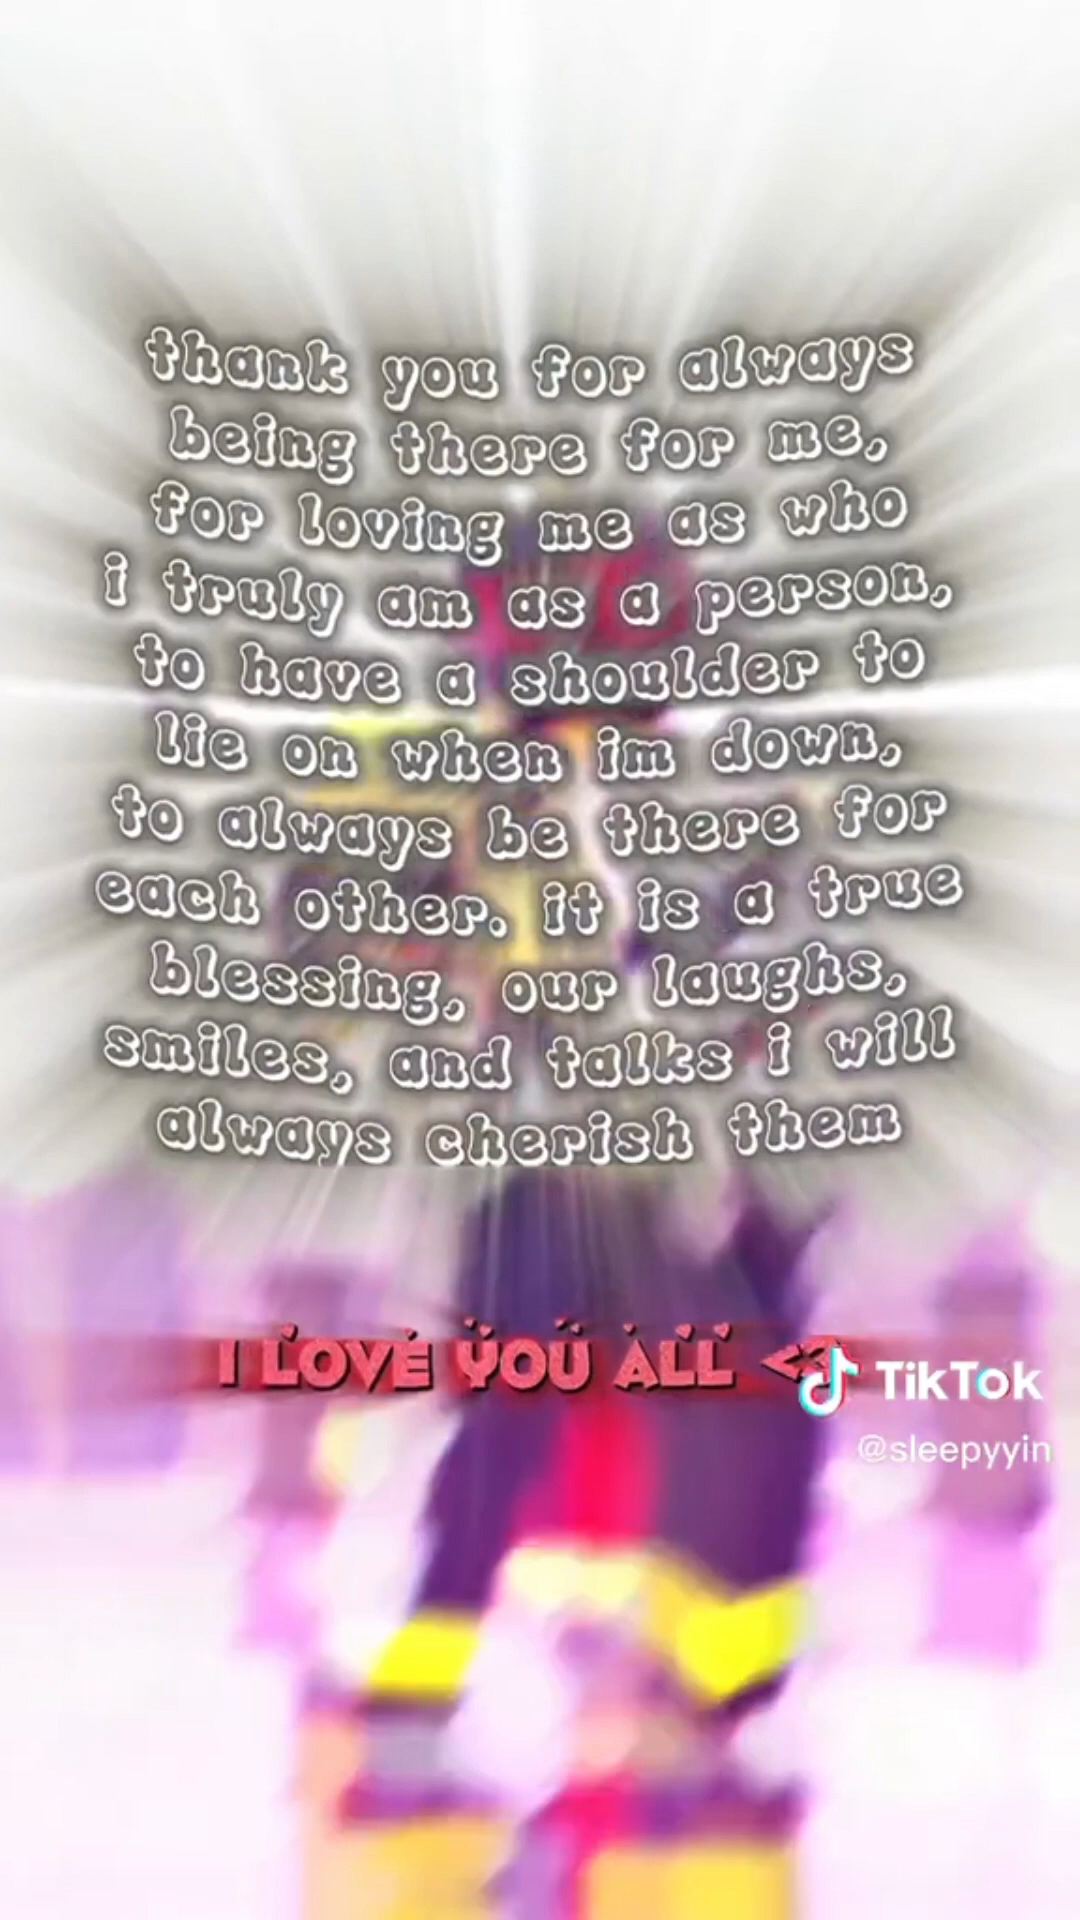 thank you for always
being there for me,
for loving me as who
i truly am as a person,
to have a shoulder to
lie on when im down,
to always be there for
each other. it is a true
blessing, our laughs,
smiles, and talks i will
always cherish them
I LOVE YOU ALL <3
TikTok
@sleepyyin